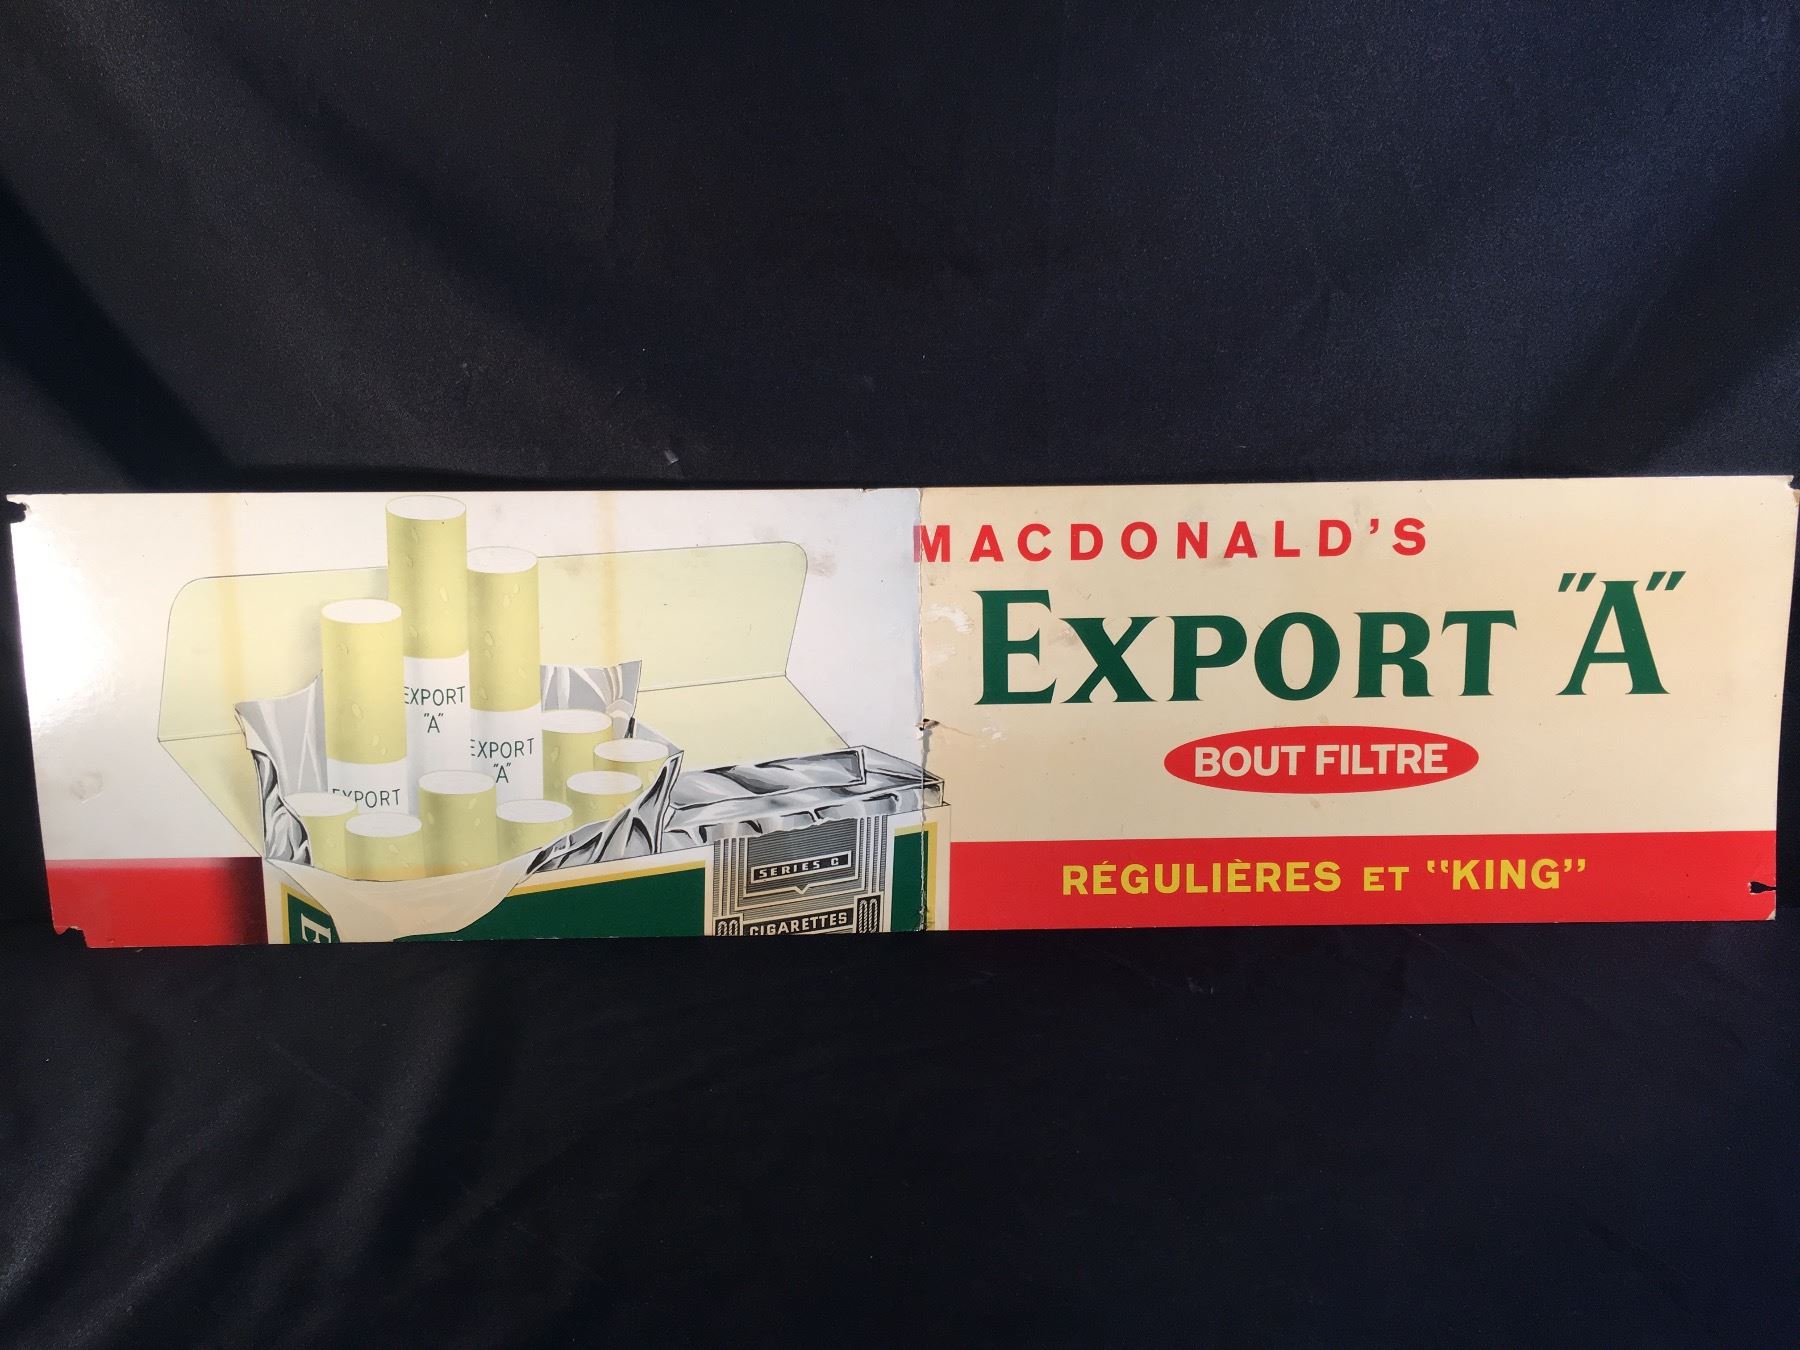 MACDONALD'S
EXPORT "A"
BOUT FILTRE
RÉGULIÈRES ET "KING"
EXPORT
"A"
EXPORT
"A"
EXPORT
SERIES C
CIGARETTES
E